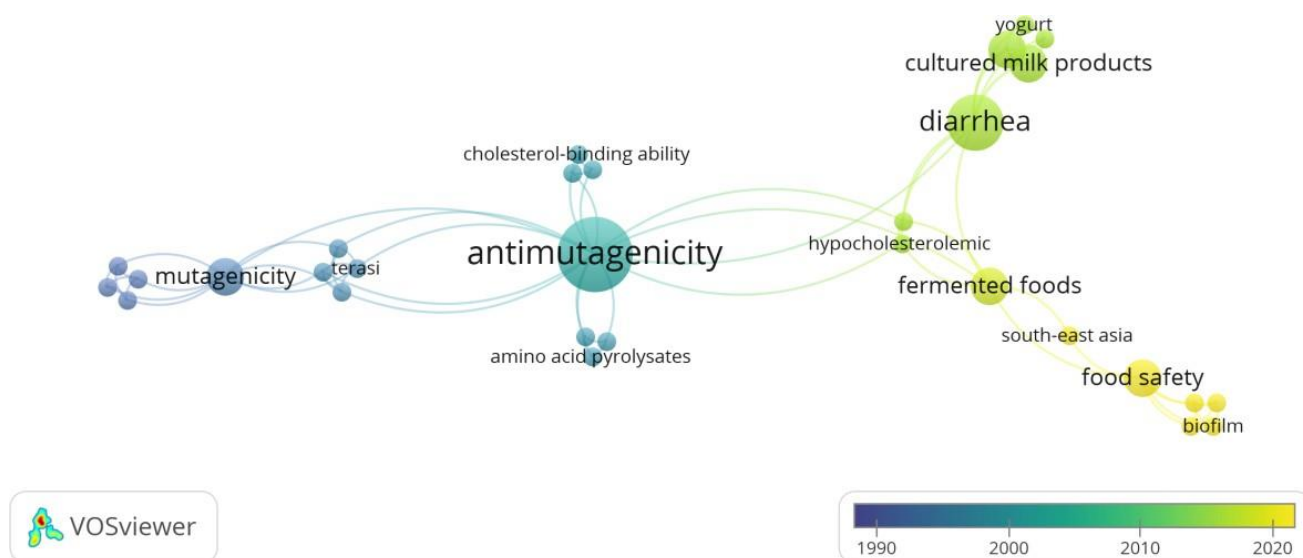 yogurt
cultured milk products
diarrhea
cholesterol-binding ability
antimutagenicity
hypocholesterolemic
mutagenicity
terasi
fermented foods
south-east asia
amino acid pyrolysates
food safety
biofilm
VOSviewer
1990 2000 2010 2020